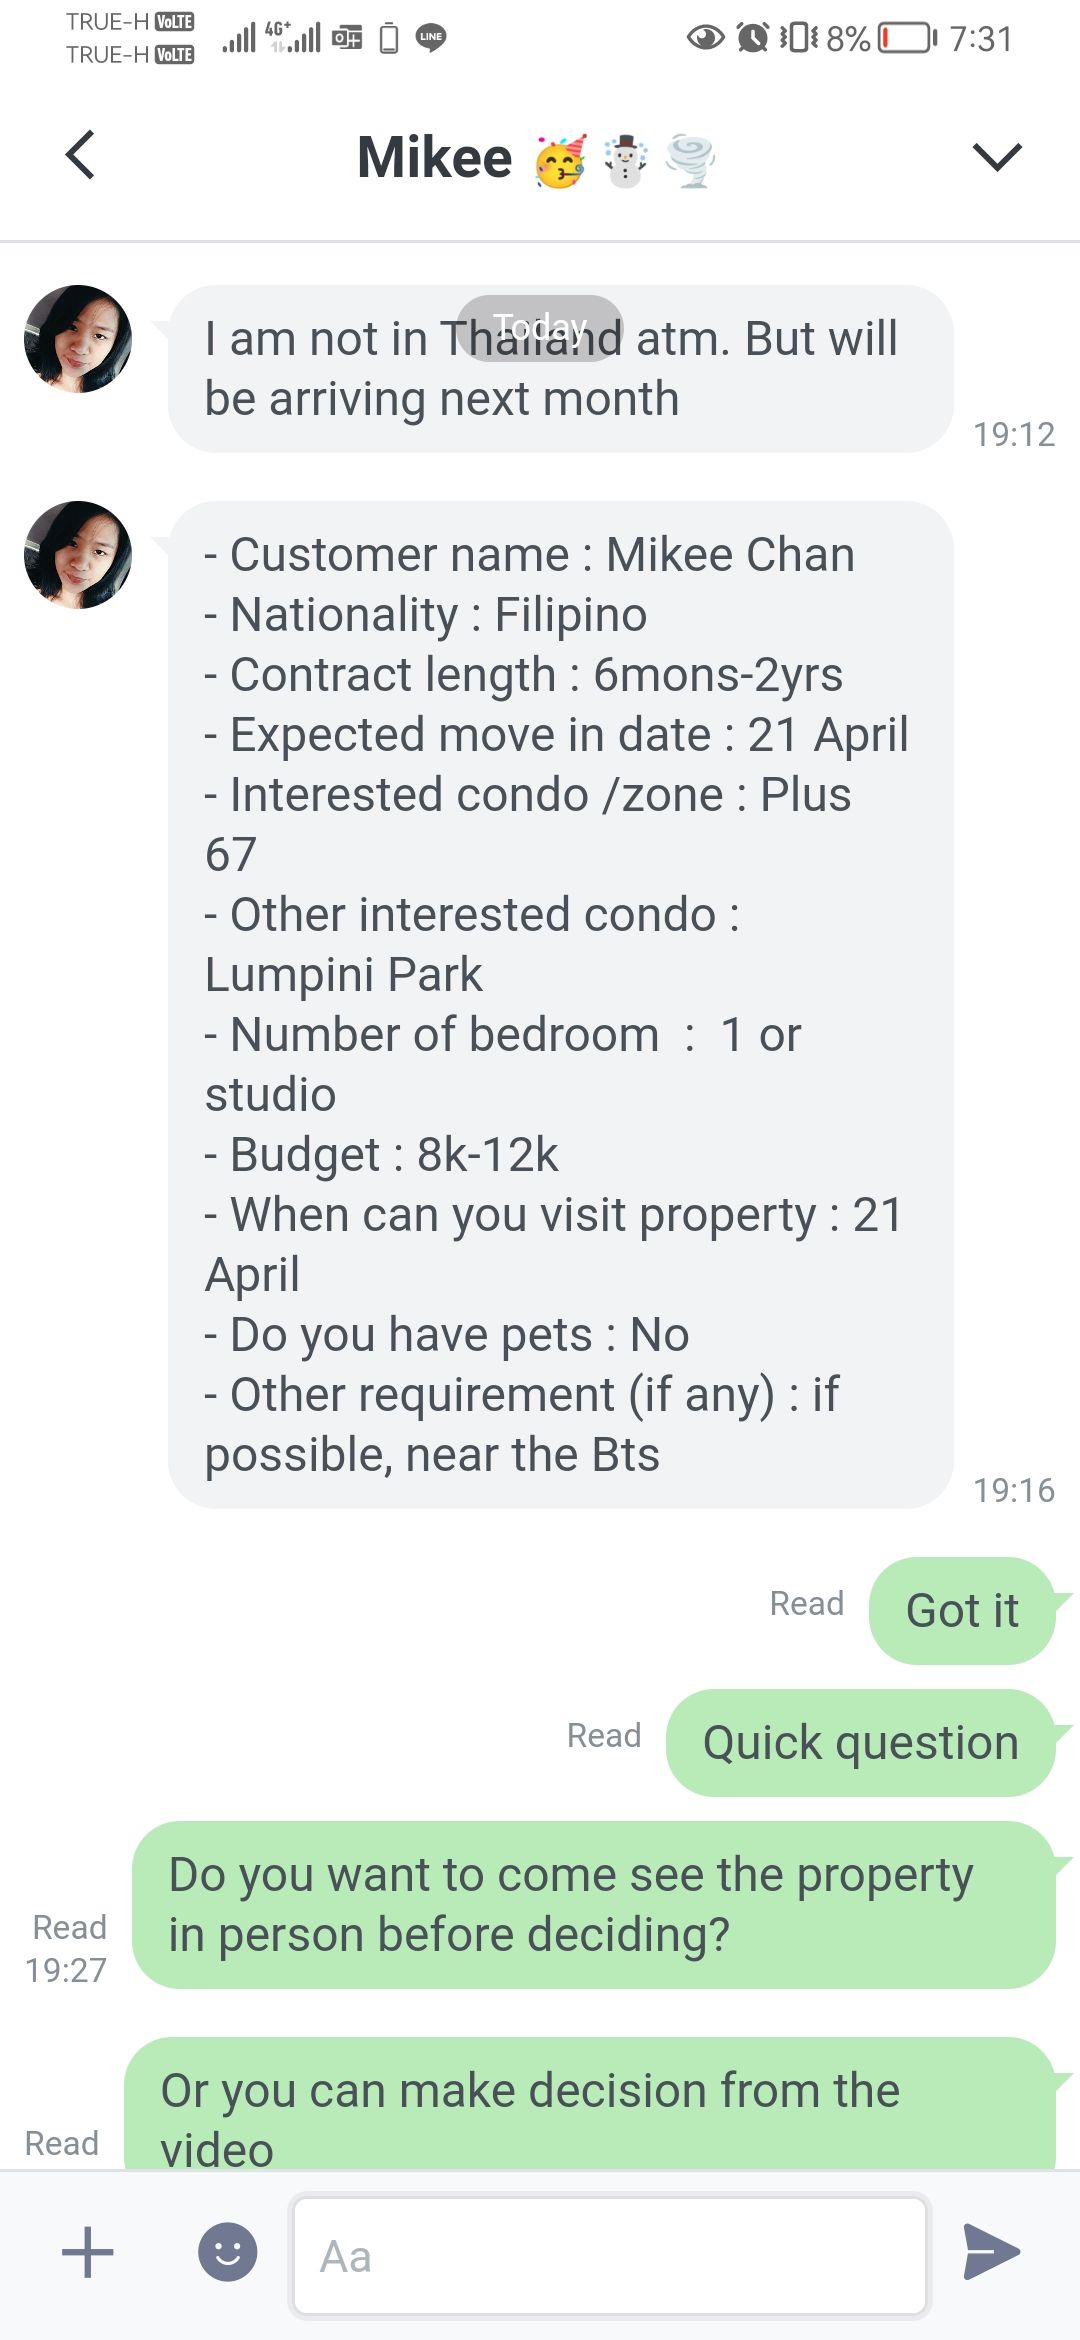 TRUE-H VoLTE
TRUE-H VoLTE
4G+
LINE
8%
7:31
Mikee
Today
I am not in Thailand atm. But will
be arriving next month
19:12
- Customer name : Mikee Chan
- Nationality : Filipino
- Contract length : 6mons-2yrs
- Expected move in date : 21 April
- Interested condo /zone : Plus
67
- Other interested condo :
Lumpini Park
- Number of bedroom  :  1 or
studio
- Budget : 8k-12k
- When can you visit property : 21
April
- Do you have pets : No
- Other requirement (if any) : if
possible, near the Bts
19:16
Read
Got it
Read
Quick question
Do you want to come see the property
in person before deciding?
Read
19:27
Or you can make decision from the
video
Read
Aa